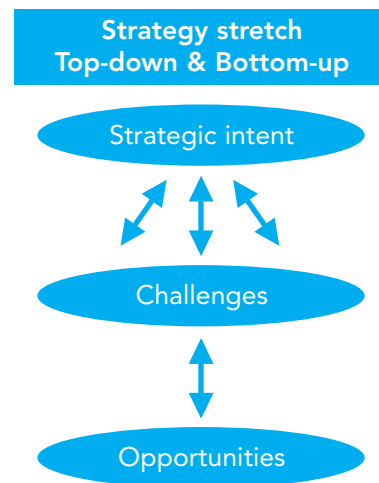 Strategy stretch
Top-down & Bottom-up
Strategic intent
Challenges
Opportunities